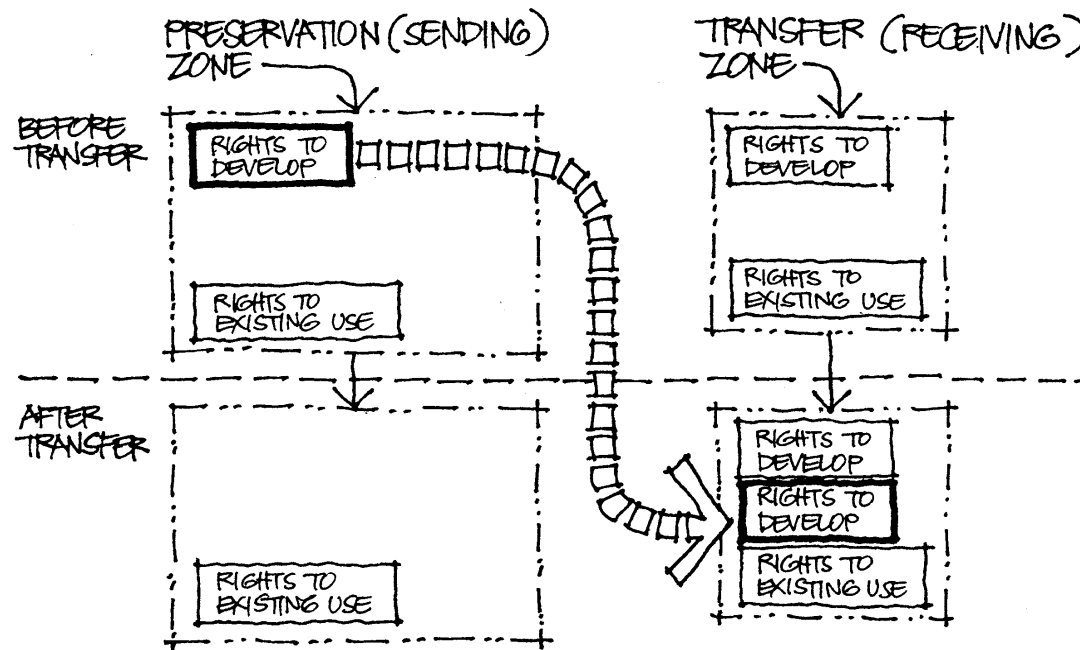 PRESERVATION (SENDING)
ZONE
TRANSFER (RECEIVING)
ZONE
BEFORE
TRANSFER
RIGHTS TO
DEVELOP
RIGHTS TO
DEVELOP
RIGHTS TO
EXISTING USE
RIGHTS TO
EXISTING USE
AFTER
TRANSFER
RIGHTS TO
DEVELOP
RIGHTS TO
DEVELOP
RIGHTS TO
EXISTING USE
RIGHTS TO
EXISTING USE